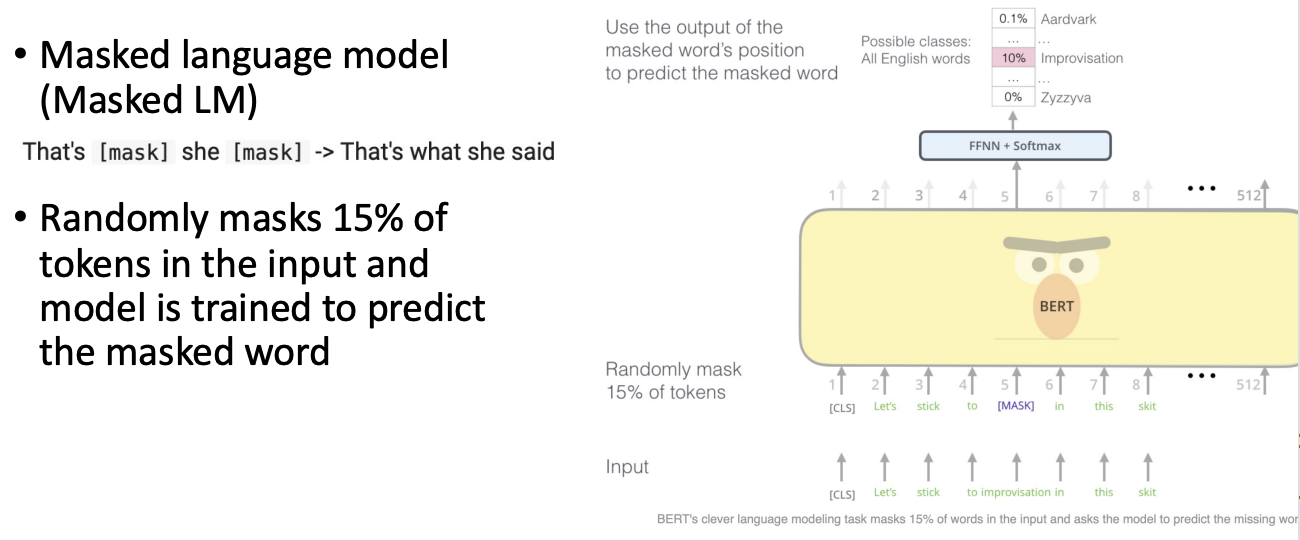 • Masked language model
(Masked LM)
That's [mask] she [mask] -> That's what she said
• Randomly masks 15% of
tokens in the input and
model is trained to predict
the masked word
Use the output of the
masked word's position
to predict the masked word
Possible classes:
All English words
0.1% Aardvark
... ...
10% Improvisation
... ...
0% Zyzzyva
FFNN + Softmax
1 2 3 4 5 6 7 8 ... 512
BERT
Randomly mask
15% of tokens
1 2 3 4 5 6 7 8 ... 512
[CLS] Let's stick to [MASK] in this skit
Input
[CLS] Let's stick to improvisation in this skit
BERT's clever language modeling task masks 15% of words in the input and asks the model to predict the missing